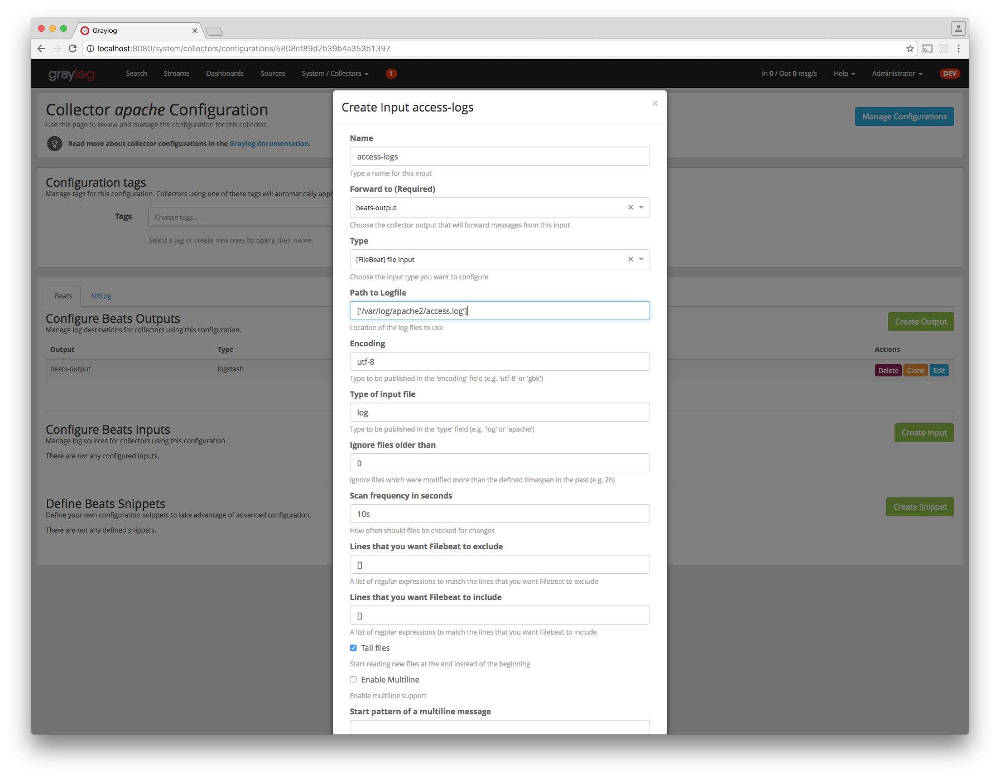 Graylog
localhost:8080/system/collectors/configurations/5808cf89d2b39b4a353b1397
graylog Search Streams Dashboards Sources System / Collectors 1 In 0 / Out 0 msg/s Help Administrator DEV
Collector apache Configuration
Use this page to review and manage the configuration for this collector.
Read more about collector configurations in the Graylog documentation.
Manage Configurations
Configuration tags
Manage tags for this configuration. Collectors using one of these tags will automatically apply
Tags Choose tags...
Select a tag or create new ones by typing their name.
Beats NXLog
Configure Beats Outputs
Manage log destinations for collectors using this configuration.
Create Output
Output Type Actions
beats-output logstash Delete Clone Edit
Configure Beats Inputs
Manage log sources for collectors using this configuration.
There are not any configured inputs.
Create Input
Define Beats Snippets
Define your own configuration snippets to take advantage of advanced configuration.
There are not any defined snippets.
Create Snippet
Create Input access-logs
Name
access-logs
Type a name for this input
Forward to (Required)
beats-output
Choose the collector output that will forward messages from this input
Type
[FileBeat] file input
Choose the input type you want to configure
Path to Logfile
['/var/log/apache2/access.log']
Location of the log files to use
Encoding
utf-8
Type to be published in the 'encoding' field (e.g. 'utf-8' or 'gbk')
Type of input file
log
Type to be published in the 'type' field (e.g. 'log' or 'apache')
Ignore files older than
0
Ignore files which were modified more than the defined timespan in the past (e.g. 2h)
Scan frequency in seconds
10s
How often should files be checked for changes
Lines that you want Filebeat to exclude
[]
A list of regular expressions to match the lines that you want Filebeat to exclude
Lines that you want Filebeat to include
[]
A list of regular expressions to match the lines that you want Filebeat to include
Tail files
Start reading new files at the end instead of the beginning
Enable Multiline
Enable multiline support
Start pattern of a multiline message